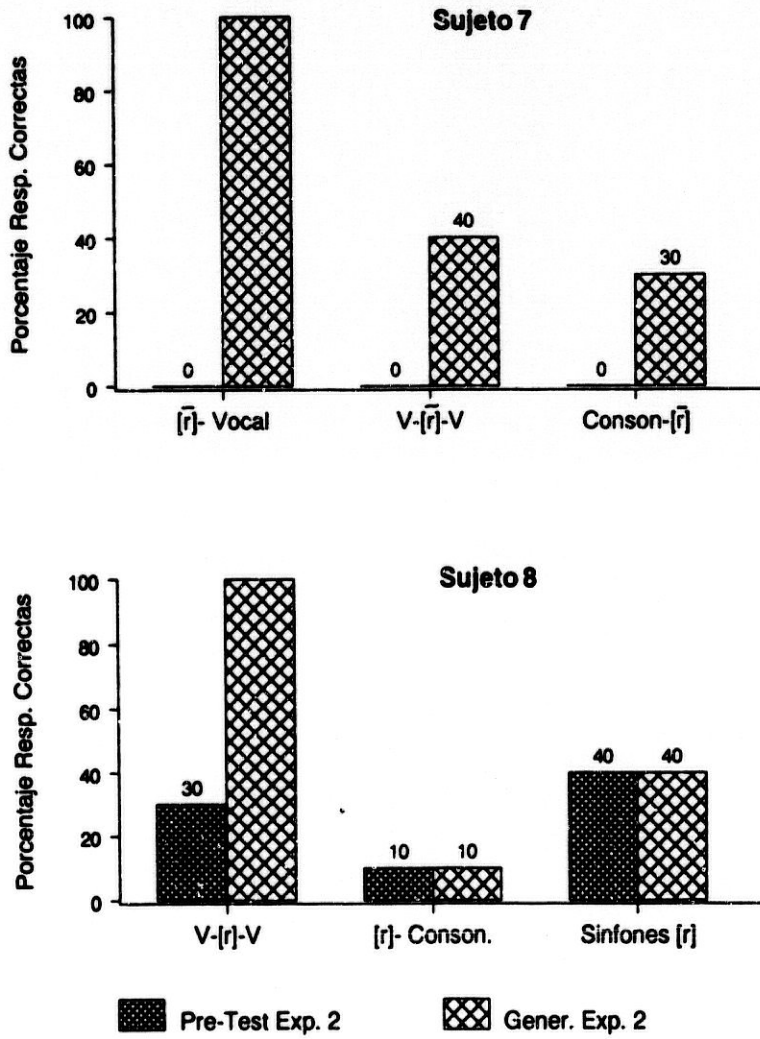 Sujeto 7
Porcentaje Resp. Correctas
100
80
60
40
20
0
0
0
40
0
30
[r̄]- Vocal
V-[r̄]-V
Conson-[r̄]
Sujeto 8
Porcentaje Resp. Correctas
100
80
60
40
20
0
30
10
10
40
40
V-[r]-V
[r]- Conson.
Sinfones [r]
Pre-Test Exp. 2
Gener. Exp. 2